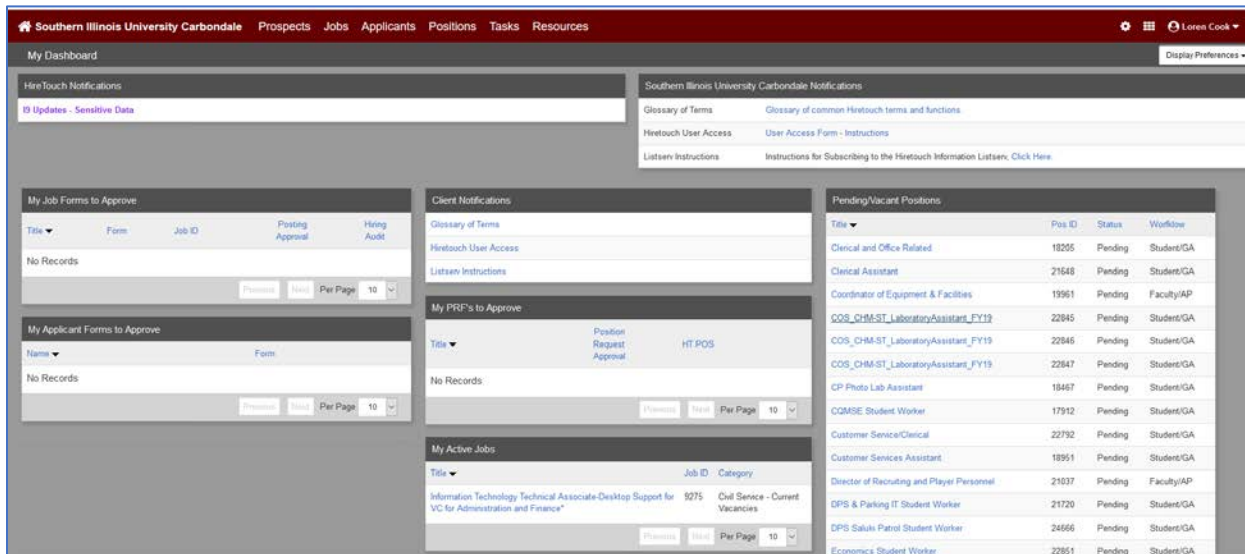 Southern Illinois University Carbondale Prospects Jobs Applicants Positions Tasks Resources Loren Cook
My Dashboard Display Preferences
HireTouch Notifications
I9 Updates - Sensitive Data
Southern Illinois University Carbondale Notifications
Glossary of Terms Glossary of common Hiretouch terms and functions.
Hiretouch User Access User Access Form - Instructions
Listserv Instructions Instructions for Subscribing to the Hiretouch Information Listserv, Click Here.
My Job Forms to Approve
Title Form Job ID Posting Approval Hiring Audit
No Records
Previous Next Per Page 10
My Applicant Forms to Approve
Name Form
No Records
Previous Next Per Page 10
Client Notifications
Glossary of Terms
Hiretouch User Access
Listserv Instructions
My PRF's to Approve
Title Position Request Approval HT POS
No Records
Previous Next Per Page 10
My Active Jobs
Title Job ID Category
Information Technology Technical Associate-Desktop Support for 9275 Civil Service - Current
VC for Administration and Finance* Vacancies
Previous Next Per Page 10
Pending/Vacant Positions
Title Pos ID Status Workflow
Clerical and Office Related 18205 Pending Student/GA
Clerical Assistant 21648 Pending Student/GA
Coordinator of Equipment & Facilities 19961 Pending Faculty/AP
COS_CHM-ST_LaboratoryAssistant_FY19 22845 Pending Student/GA
COS_CHM-ST_LaboratoryAssistant_FY19 22846 Pending Student/GA
COS_CHM-ST_LaboratoryAssistant_FY19 22847 Pending Student/GA
CP Photo Lab Assistant 18467 Pending Student/GA
CQMSE Student Worker 17912 Pending Student/GA
Customer Service/Clerical 22792 Pending Student/GA
Customer Services Assistant 18951 Pending Student/GA
Director of Recruiting and Player Personnel 21037 Pending Faculty/AP
DPS & Parking IT Student Worker 21720 Pending Student/GA
DPS Saluki Patrol Student Worker 24666 Pending Student/GA
Economics Student Worker 22851 Pending Student/GA